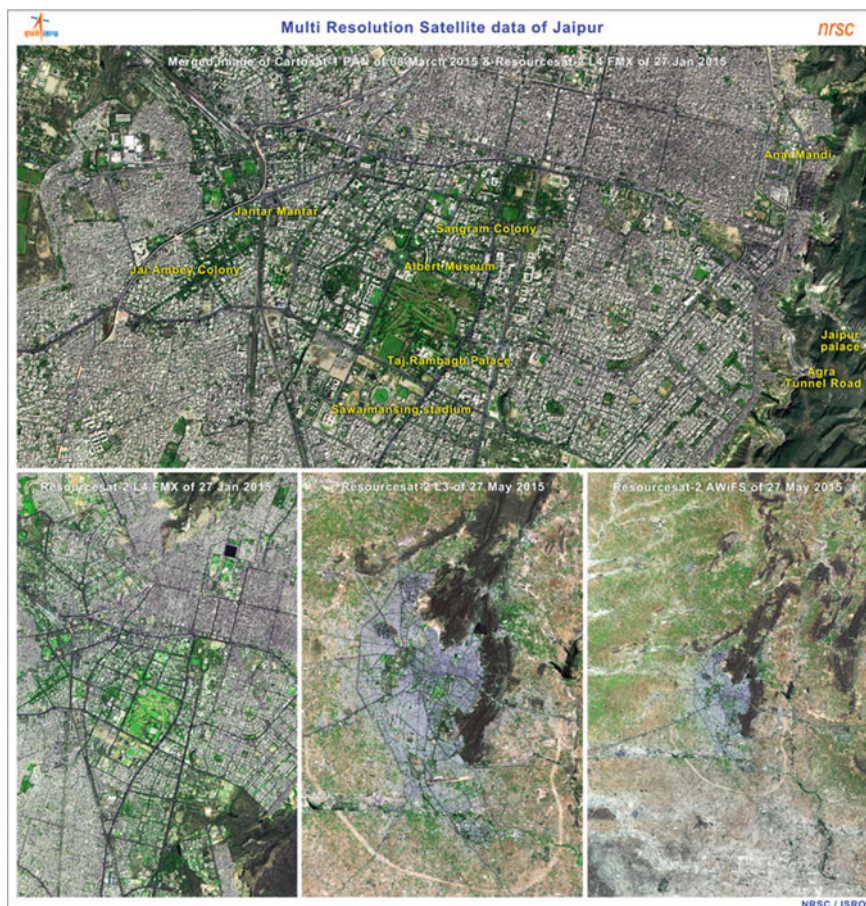 Multi Resolution Satellite data of Jaipur
nrsc
Merged Image of Cartosat-1 PAN of 08 March 2015 & Resourcesat-2 L4 FMX of 27 Jan 2015
Anaj Mandi
Jantar Mantar
Sangram Colony
Albert Museum
Jai Ambey Colony
Jaipur
palace
Taj Rambagh Palace
Agra
Tunnel Road
Sawaimansing stadium
Resourcesat-2 L4 FMX of 27 Jan 2015
Resourcesat-2 L3 of 27 May 2015
Resourcesat-2 AWiFS of 27 May 2015
NRSC / ISRO